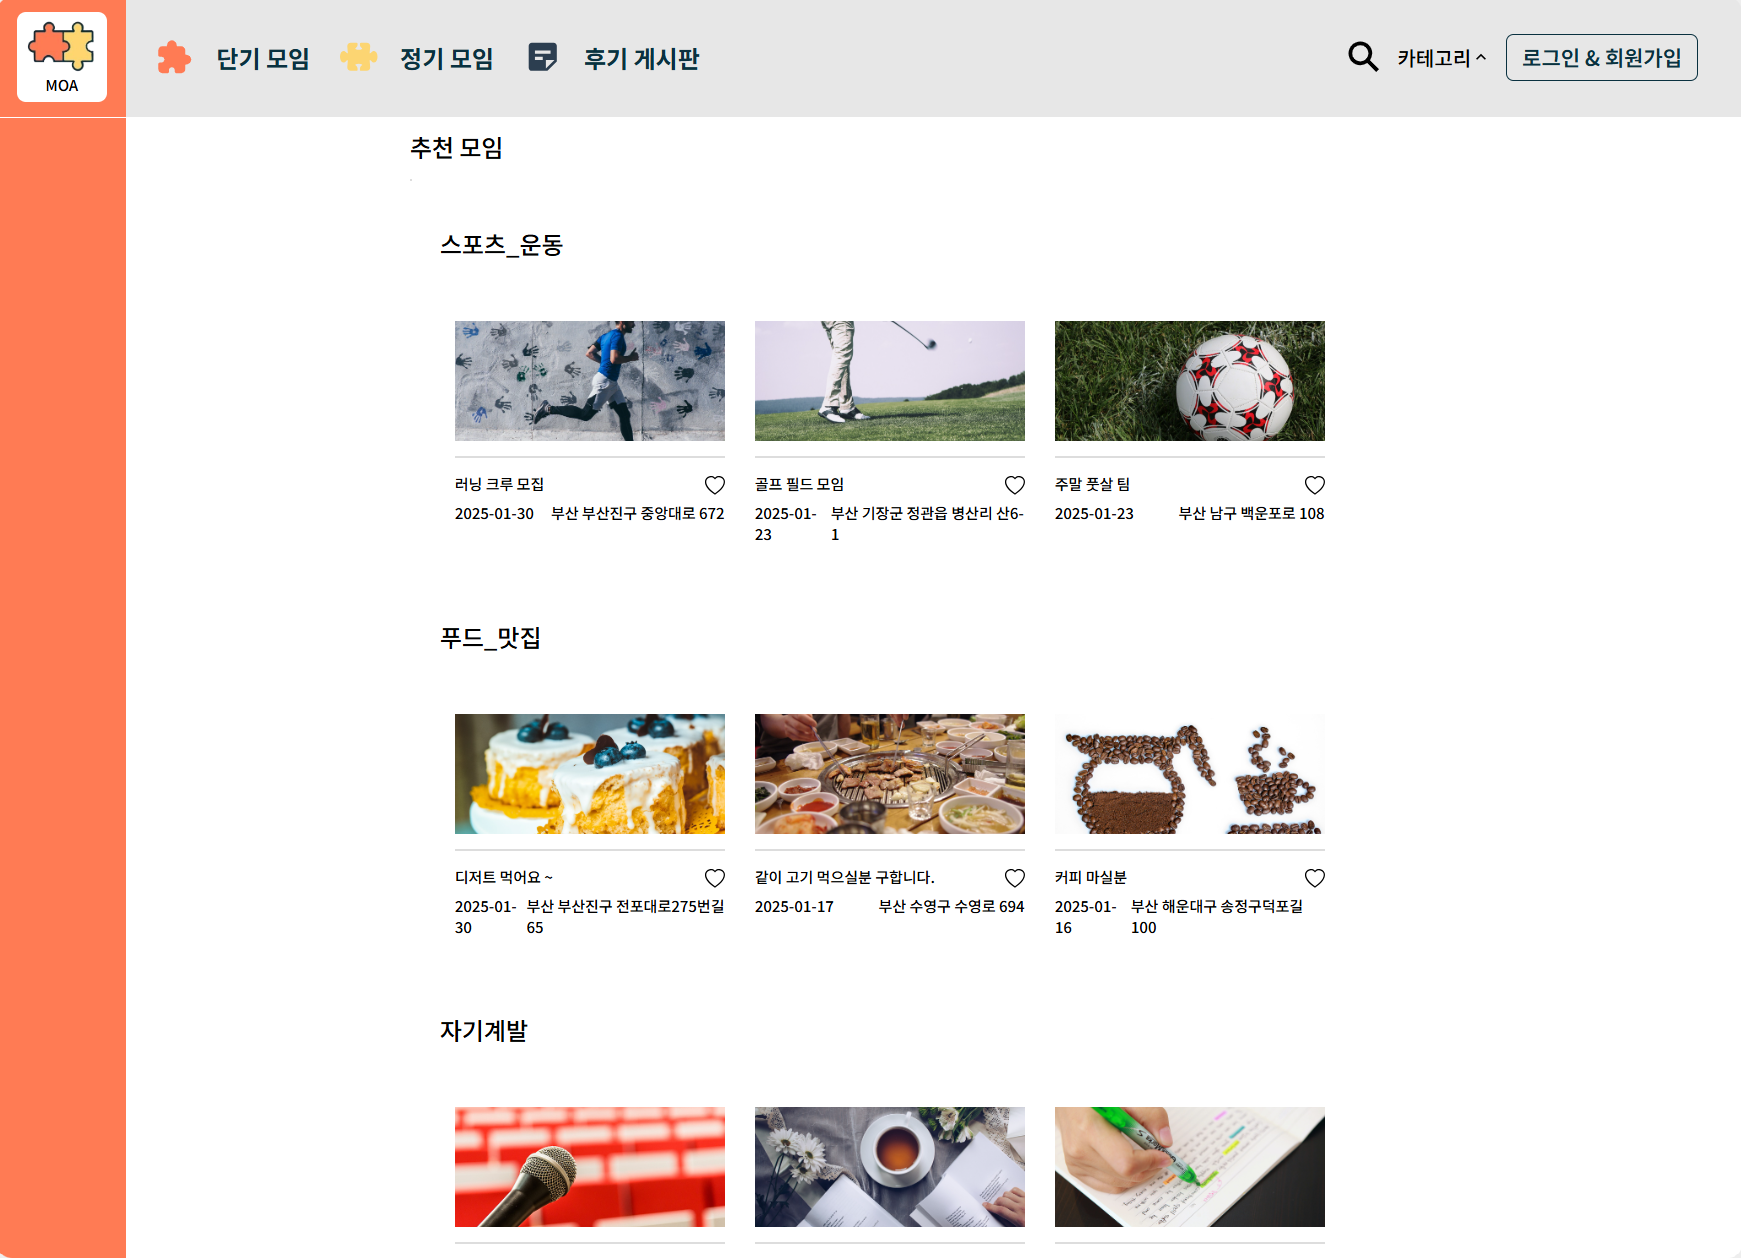 MOA
단기 모임 정기 모임 후기 게시판 카테고리 로그인 & 회원가입
추천 모임
스포츠_운동
러닝 크루 모집
2025-01-30 부산 부산진구 중앙대로 672
골프 필드 모임
2025-01- 부산 기장군 정관읍 병산리 산6-
23 1
주말 풋살 팀
2025-01-23 부산 남구 백운포로 108
푸드_맛집
디저트 먹어요 ~
2025-01- 부산 부산진구 전포대로275번길
30 65
같이 고기 먹으실분 구합니다.
2025-01-17 부산 수영구 수영로 694
커피 마실분
2025-01- 부산 해운대구 송정구덕포길
16 100
자기계발